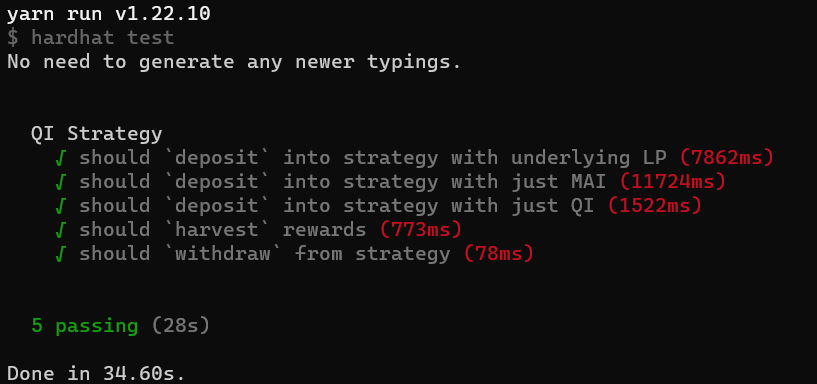 yarn run v1.22.10
$ hardhat test
No need to generate any newer typings.
QI Strategy
√ should `deposit` into strategy with underlying LP (7862ms)
√ should `deposit` into strategy with just MAI (11724ms)
√ should `deposit` into strategy with just QI (1522ms)
√ should `harvest` rewards (773ms)
√ should `withdraw` from strategy (78ms)
5 passing (28s)
Done in 34.60s.